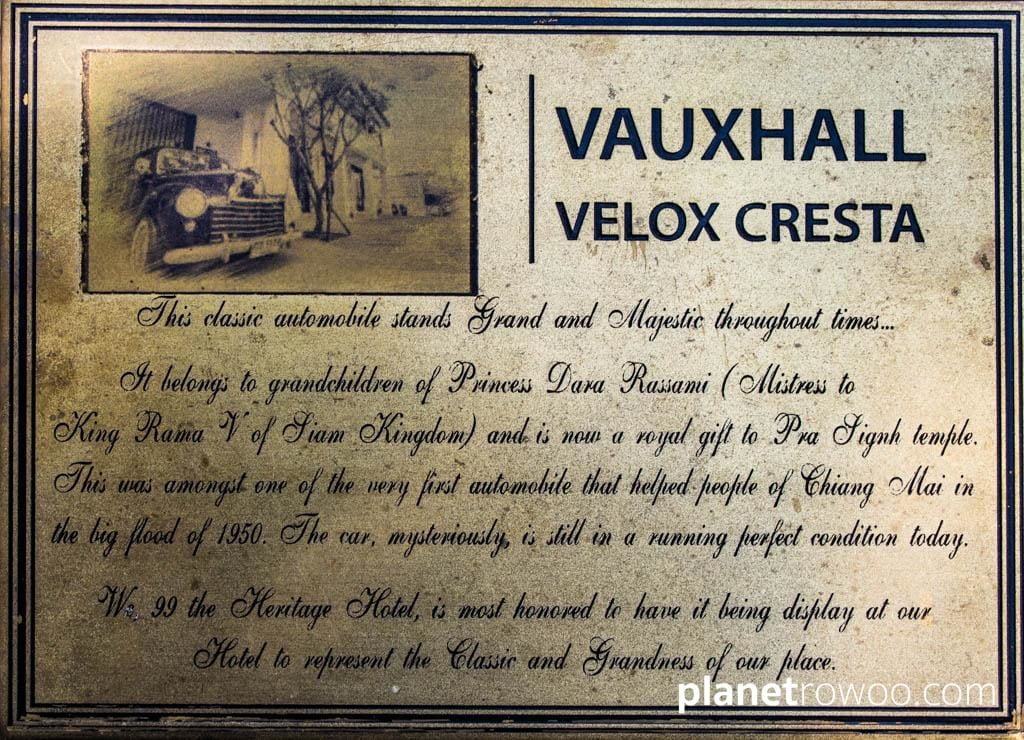 VAUXHALL
VELOX CRESTA
This classic automobile stands Grand and Majestic throughout times...
It belongs to grandchildren of Princess Dara Rassami (Mistress to
King Rama V of Siam Kingdom) and is now a royal gift to Pra Signh temple.
This was amongst one of the very first automobile that helped people of Chiang Mai in
the big flood of 1950. The car, mysteriously, is still in a running perfect condition today.
We, 99 the Heritage Hotel, is most honored to have it being display at our
Hotel to represent the Classic and Grandness of our place.
planetrowoo.com